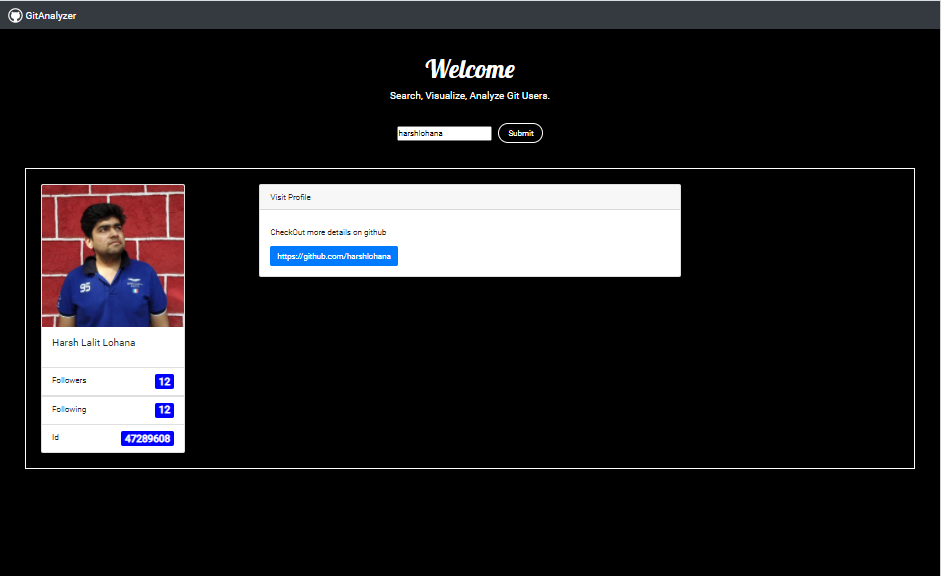 GitAnalyzer
Welcome
Search, Visualize, Analyze Git Users.
harshlohana Submit
Visit Profile
CheckOut more details on github
https://github.com/harshlohana
95
Harsh Lalit Lohana
Followers 12
Following 12
Id 47289608